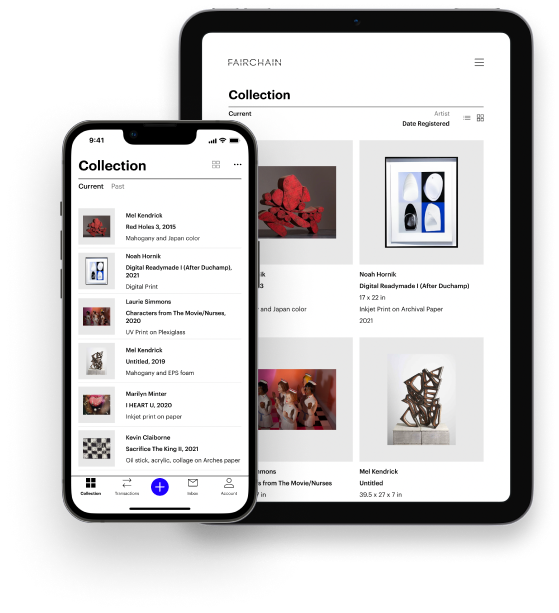 FAIRCHAIN
Collection
Current
Artist
Date Registered
Noah Hornik
Digital Readymade I (After Duchamp)
17 x 22 in
and Japan color
Inkjet Print on Archival Paper
2021
Mel Kendrick
s from The Movie/Nurses
Untitled
7 in
39.5 x 27 x 7 in
9:41
Collection
Current Past
Mel Kendrick
Red Holes 3, 2015
Mahogany and Japan color
Noah Hornik
Digital Readymade I (After Duchamp),
2021
Digital Print
Laurie Simmons
Characters from The Movie/Nurses,
2020
UV Print on Plexiglass
Mel Kendrick
Untitled, 2019
Mahogany and EPS foam
Marilyn Minter
I HEART U, 2020
Inkjet print on paper
Kevin Claiborne
Sacrifice The King II, 2021
Oil stick, acrylic, collage on Arches paper
Collection Transactions Inbox Account